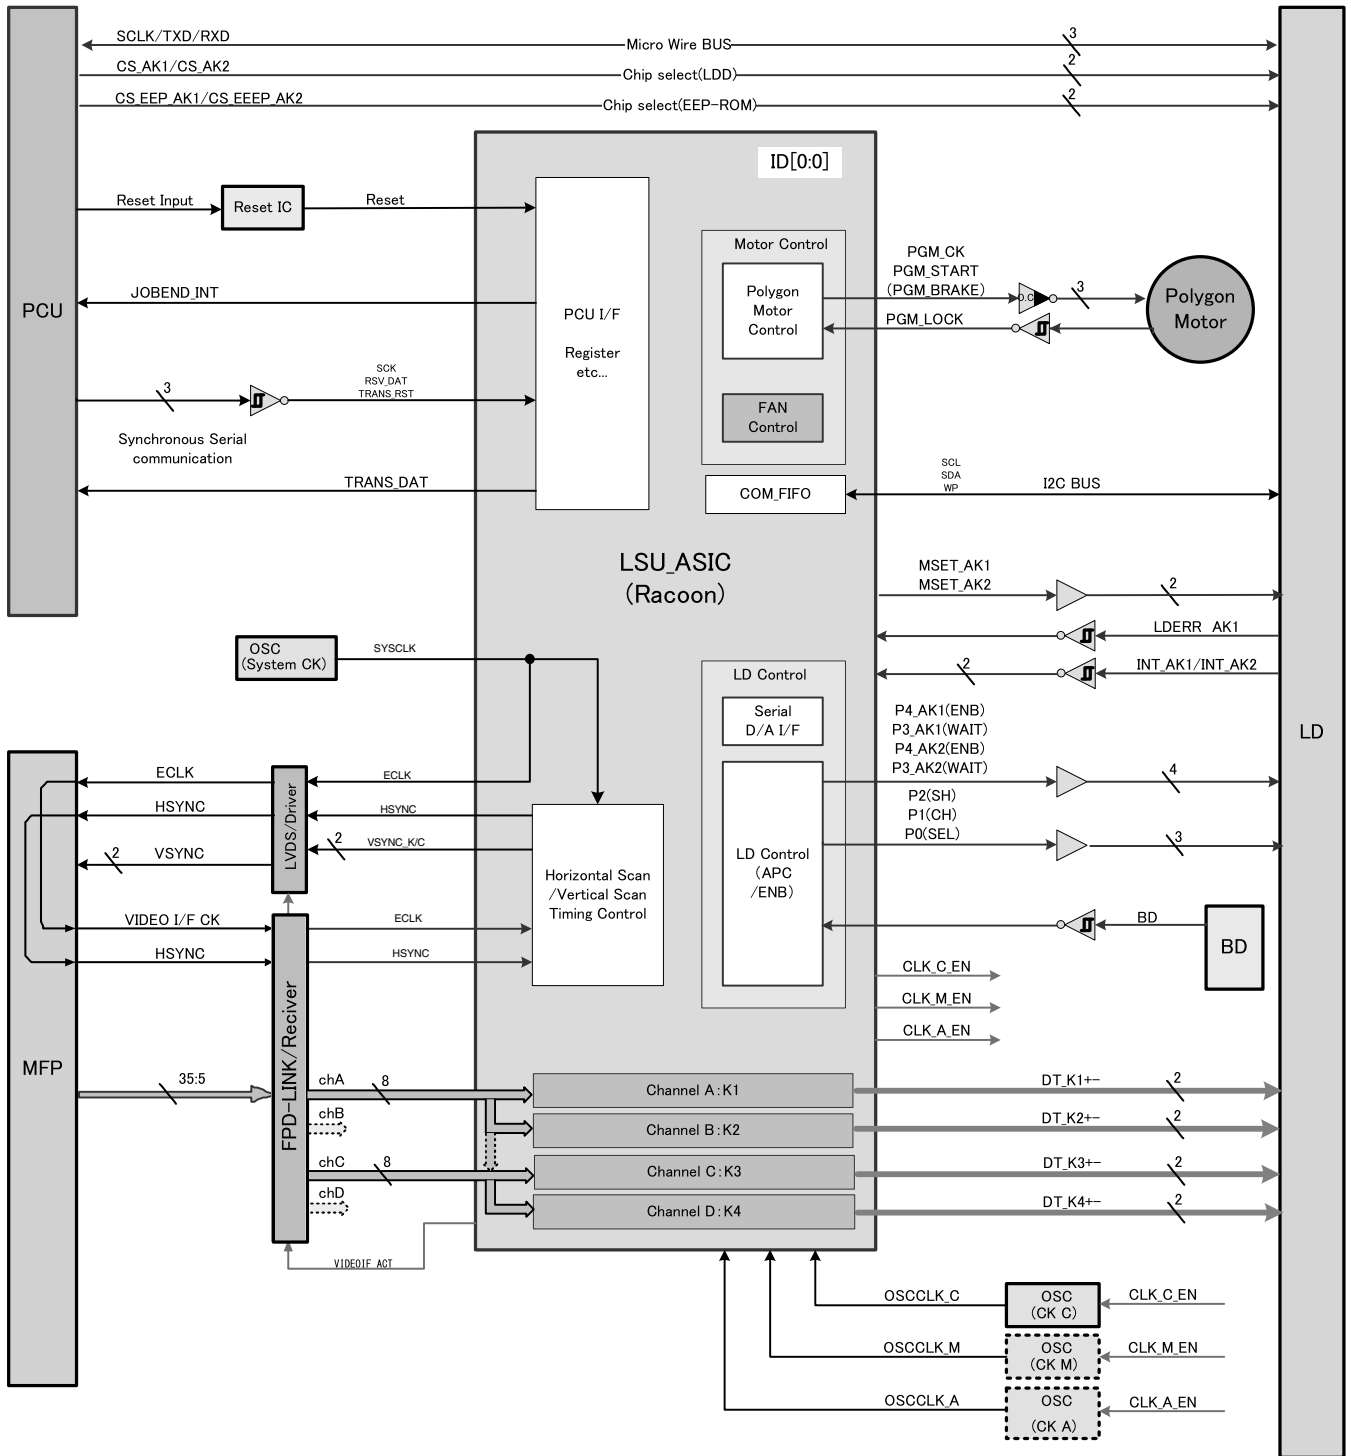 SCLK/TXD/RXD
Micro Wire BUS
3
CS_AK1/CS_AK2
Chip select(LDD)
2
CS_EEP_AK1/CS_EEEP_AK2
Chip select(EEP-ROM)
2
ID[0:0]
Reset Input
Reset IC
Reset
PCU
JOBEND_INT
PCU I/F
Register
etc...
3
SCK
RSV_DAT
TRANS_RST
Synchronous Serial
communication
TRANS_DAT
Motor Control
Polygon
Motor
Control
FAN
Control
PGM_CK
PGM_START
(PGM_BRAKE)
O.C
3
PGM_LOCK
Polygon
Motor
COM_FIFO
SCL
SDA
WP
I2C BUS
LSU_ASIC
(Racoon)
MSET_AK1
MSET_AK2
2
LDERR AK1
2
INT_AK1/INT_AK2
OSC
(System CK)
SYSCLK
LD Control
Serial
D/A I/F
P4_AK1(ENB)
P3_AK1(WAIT)
P4_AK2(ENB)
P3_AK2(WAIT)
4
P2(SH)
P1(CH)
P0(SEL)
3
LD
LD Control
(APC
/ENB)
BD
BD
ECLK
HSYNC
2
VSYNC
LVDS/Driver
ECLK
HSYNC
2
VSYNC_K/C
Horizontal Scan
/Vertical Scan
Timing Control
VIDEO I/F CK
HSYNC
ECLK
HSYNC
CLK_C_EN
CLK_M_EN
CLK_A_EN
MFP
35:5
FPD-LINK/Reciver
chA
8
chB
chC
8
chD
Channel A:K1
Channel B:K2
Channel C:K3
Channel D:K4
DT_K1+-
2
DT_K2+-
2
DT_K3+-
2
DT_K4+-
2
VIDEOIF ACT
OSCCLK_C
OSC
(CK C)
CLK_C_EN
OSCCLK_M
OSC
(CK M)
CLK_M_EN
OSCCLK_A
OSC
(CK A)
CLK_A_EN